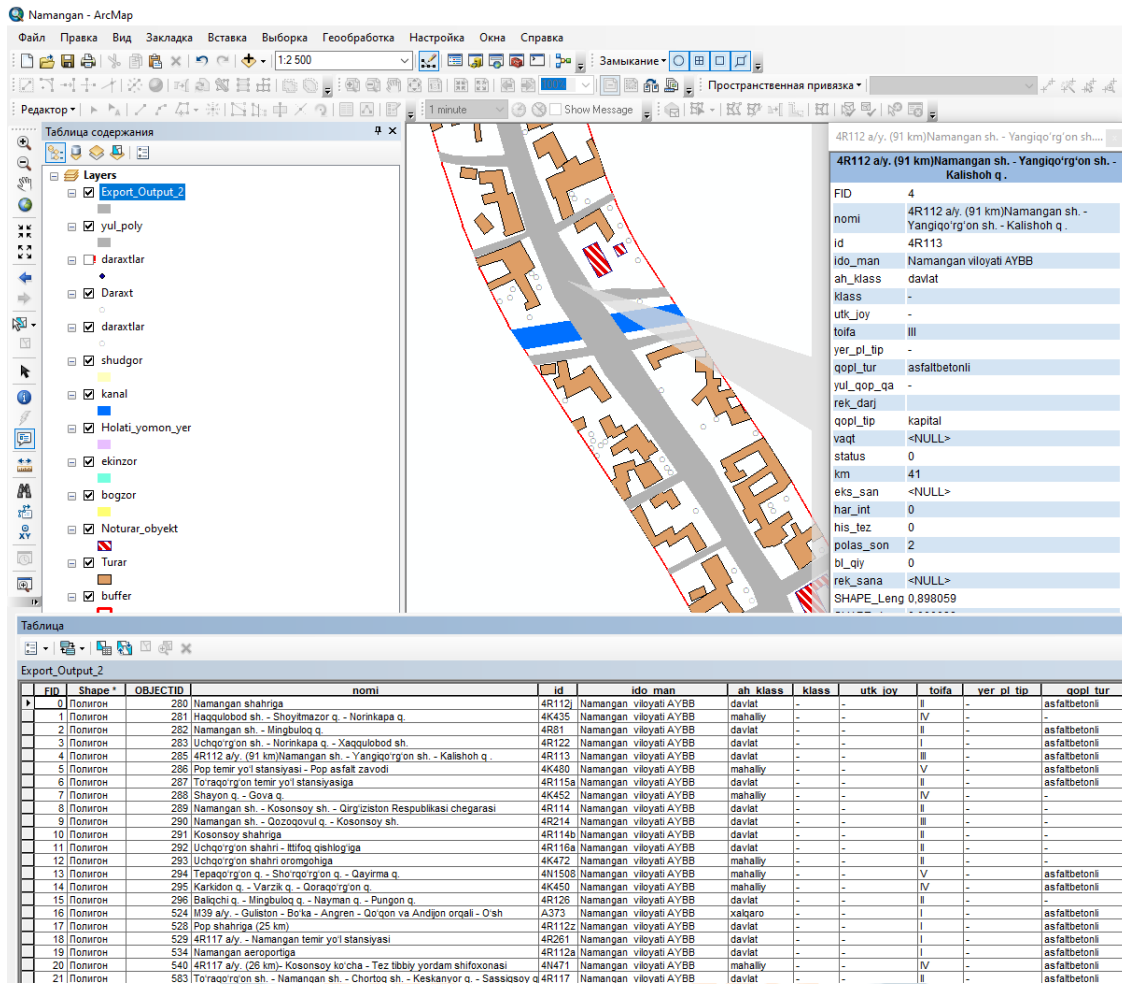 Namangan - ArcMap
Файл Правка Вид Закладка Вставка Выборка Геообработка Настройка Окна Справка
1:2 500 Замыкание
Пространственная привязка
Редактор 1 minute Show Message
Таблица содержания
Layers
Export_Output_2
yul_poly
daraxtlar
Daraxt
daraxtlar
shudgor
kanal
Holati_yomon_yer
ekinzor
bogzor
Noturar_obyekt
Turar
buffer
4R112 a/y. (91 km)Namangan sh. - Yangiqo‘rg‘on sh....
4R112 a/y. (91 km)Namangan sh. - Yangiqo‘rg‘on sh. -
Kalishoh q .
FID 4
nomi 4R112 a/y. (91 km)Namangan sh. -
Yangiqo‘rg‘on sh. - Kalishoh q .
id 4R113
ido_man Namangan viloyati AYBB
ah_klass davlat
klass -
utk_joy -
toifa III
yer_pl_tip -
qopl_tur asfaltbetonli
yul_qop_qa -
rek_darj
qopl_tip kapital
vaqt <NULL>
status 0
km 41
eks_san <NULL>
har_int 0
his_tez 0
polas_son 2
bl_qiy 0
rek_sana <NULL>
SHAPE_Leng 0,898059
Таблица
Export_Output_2
FID Shape * OBJECTID nomi id ido_man ah_klass klass utk_joy toifa yer_pl_tip qopl_tur
0 Полигон 280 Namangan shahriga 4R112j Namangan viloyati AYBB davlat - - II - asfaltbetonli
1 Полигон 281 Haqqulobod sh. - Shoyitmazor q. - Norinkapa q. 4K435 Namangan viloyati AYBB mahalliy - - IV - -
2 Полигон 282 Namangan sh. - Mingbuloq q. 4R81 Namangan viloyati AYBB davlat - - II - asfaltbetonli
3 Полигон 283 Uchqo‘rg‘on sh. - Norinkapa q. - Xaqqulobod sh. 4R122 Namangan viloyati AYBB davlat - - I - asfaltbetonli
4 Полигон 285 4R112 a/y. (91 km)Namangan sh. - Yangiqo‘rg‘on sh. - Kalishoh q . 4R113 Namangan viloyati AYBB davlat - - III - asfaltbetonli
5 Полигон 286 Pop temir yo‘l stansiyasi - Pop asfalt zavodi 4K480 Namangan viloyati AYBB mahalliy - - V - asfaltbetonli
6 Полигон 287 To‘raqo‘rg‘on temir yo‘l stansiyasiga 4R115a Namangan viloyati AYBB davlat - - II - asfaltbetonli
7 Полигон 288 Shayon q. - Gova q. 4K452 Namangan viloyati AYBB mahalliy - - IV - -
8 Полигон 289 Namangan sh. - Kosonsoy sh. - Qirg‘iziston Respublikasi chegarasi 4R114 Namangan viloyati AYBB davlat - - II - -
9 Полигон 290 Namangan sh. - Qozoqovul q. - Kosonsoy sh. 4R214 Namangan viloyati AYBB davlat - - III - -
10 Полигон 291 Kosonsoy shahriga 4R114b Namangan viloyati AYBB davlat - - II - -
11 Полигон 292 Uchqo‘rg‘on shahri - Ittifoq qishlog‘iga 4R116a Namangan viloyati AYBB davlat - - II - -
12 Полигон 293 Uchqo‘rg‘on shahri oromgohiga 4K472 Namangan viloyati AYBB mahalliy - - IV - -
13 Полигон 294 Tepaqo‘rg‘on q. - Sho‘rqo‘rg‘on q. - Qayirma q. 4N1508 Namangan viloyati AYBB mahalliy - - V - asfaltbetonli
14 Полигон 295 Karkidon q. - Varzik q. - Qoraqo‘rg‘on q. 4K450 Namangan viloyati AYBB mahalliy - - IV - asfaltbetonli
15 Полигон 296 Baliqchi q. - Mingbuloq q. - Nayman q. - Pungon q. 4R126 Namangan viloyati AYBB davlat - - II - -
16 Полигон 524 M39 a/y. - Guliston - Bo‘ka - Angren - Qo‘qon va Andijon orqali - O‘sh A373 Namangan viloyati AYBB xalqaro - - I - asfaltbetonli
17 Полигон 528 Pop shahriga (25 km) 4R112z Namangan viloyati AYBB davlat - - I - asfaltbetonli
18 Полигон 529 4R117 a/y. - Namangan temir yo‘l stansiyasi 4R261 Namangan viloyati AYBB davlat - - I - asfaltbetonli
19 Полигон 534 Namangan aeroportiga 4R112a Namangan viloyati AYBB davlat - - I - asfaltbetonli
20 Полигон 540 4R117 a/y. (26 km)- Kosonsoy ko‘cha - Tez tibbiy yordam shifoxonasi 4N471 Namangan viloyati AYBB mahalliy - - IV - asfaltbetonli
21 Полигон 583 To‘raqo‘rg‘on sh. - Namangan sh. - Chortoq sh. - Keskanyor q. - Sassiqsoy q 4R117 Namangan viloyati AYBB davlat - - II - asfaltbetonli